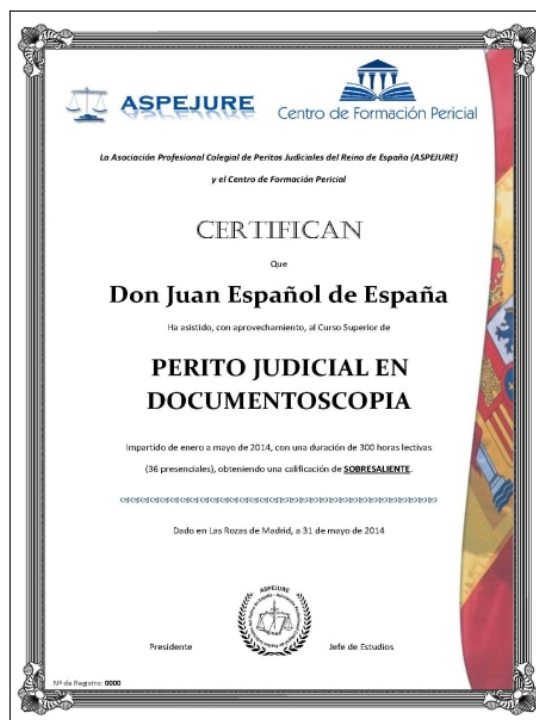 ASPEJURE
Centro de Formación Pericial
La Asociación Profesional Colegial de Peritos Judiciales del Reino de España (ASPEJURE)
y el Centro de Formación Pericial
CERTIFICAN
Que
Don Juan Español de España
Ha asistido, con aprovechamiento, al Curso Superior de
PERITO JUDICIAL EN
DOCUMENTOSCOPIA
Impartido de enero a mayo de 2014, con una duración de 300 horas lectivas
(36 presenciales), obteniendo una calificación de SOBRESALIENTE.
Dado en Las Rozas de Madrid, a 31 de mayo de 2014
ASPEJURE
Presidente
Jefe de Estudios
Nº de Registro: 0000